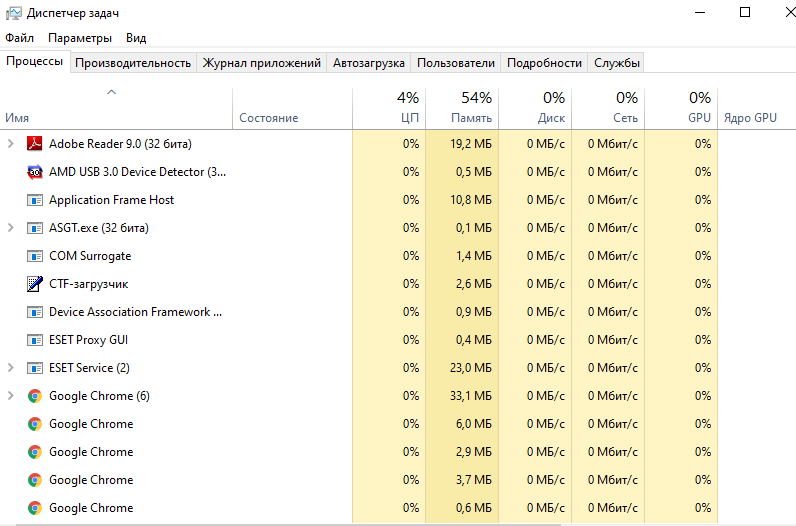 Диспетчер задач
Файл Параметры Вид
Процессы Производительность Журнал приложений Автозагрузка Пользователи Подробности Службы
4% 54% 0% 0% 0%
Имя Состояние ЦП Память Диск Сеть GPU Ядро GPU
Adobe Reader 9.0 (32 бита) 0% 19,2 МБ 0 МБ/с 0 Мбит/с 0%
AMD USB 3.0 Device Detector (3... 0% 0,5 МБ 0 МБ/с 0 Мбит/с 0%
Application Frame Host 0% 10,8 МБ 0 МБ/с 0 Мбит/с 0%
ASGT.exe (32 бита) 0% 0,1 МБ 0 МБ/с 0 Мбит/с 0%
COM Surrogate 0% 1,4 МБ 0 МБ/с 0 Мбит/с 0%
CTF-загрузчик 0% 2,6 МБ 0 МБ/с 0 Мбит/с 0%
Device Association Framework ... 0% 0,9 МБ 0 МБ/с 0 Мбит/с 0%
ESET Proxy GUI 0% 0,4 МБ 0 МБ/с 0 Мбит/с 0%
ESET Service (2) 0% 23,0 МБ 0 МБ/с 0 Мбит/с 0%
Google Chrome (6) 0% 33,1 МБ 0 МБ/с 0 Мбит/с 0%
Google Chrome 0% 6,0 МБ 0 МБ/с 0 Мбит/с 0%
Google Chrome 0% 2,9 МБ 0 МБ/с 0 Мбит/с 0%
Google Chrome 0% 3,7 МБ 0 МБ/с 0 Мбит/с 0%
Google Chrome 0% 0,6 МБ 0 МБ/с 0 Мбит/с 0%